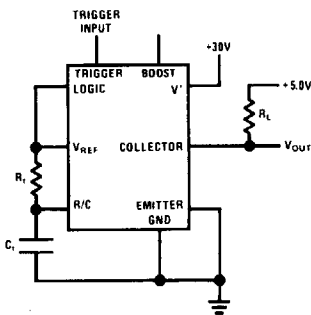 TRIGGER
INPUT
+30V
TRIGGER BOOST
LOGIC V+
+5.0V
RL
VREF COLLECTOR VOUT
Rt
R/C EMITTER
GND
Ct